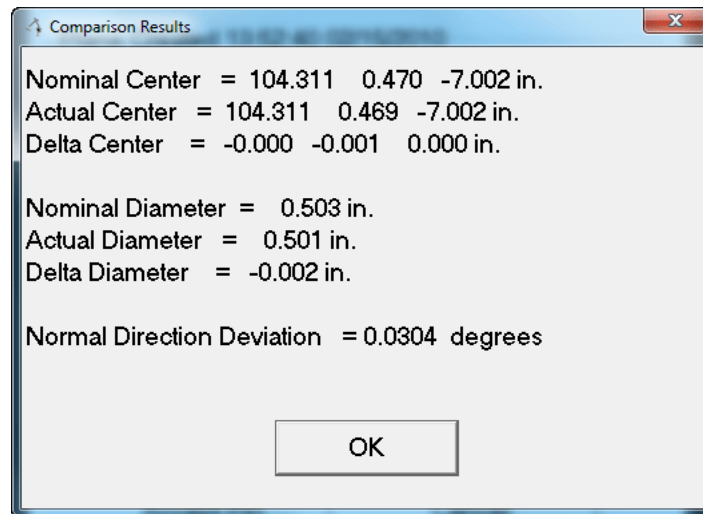 Comparison Results
Nominal Center = 104.311 0.470 -7.002 in.
Actual Center = 104.311 0.469 -7.002 in.
Delta Center = -0.000 -0.001 0.000 in.
Nominal Diameter = 0.503 in.
Actual Diameter = 0.501 in.
Delta Diameter = -0.002 in.
Normal Direction Deviation = 0.0304 degrees
OK